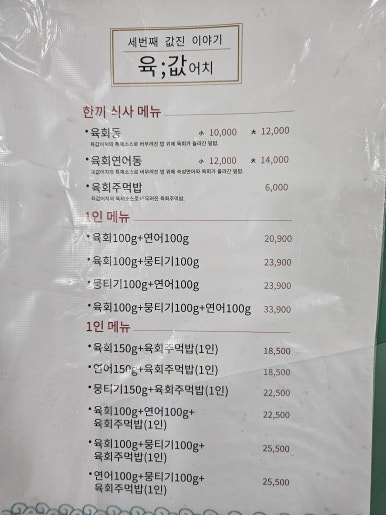 세번째 값진 이야기
육;값어치
한끼 식사 메뉴
•육회동 小 10,000 大 12,000
•육회연어동 小 12,000 大 14,000
•육회주먹밥 6,000
1인 메뉴
•육회100g+연어100g 20,900
•육회100g+뭉티기100g 23,900
•뭉티기100g+연어100g 23,900
•육회100g+뭉티기100g+연어100g 33,900
1인 메뉴
•육회150g+육회주먹밥(1인) 18,500
•연어150g+육회주먹밥(1인) 18,500
•뭉티기150g+육회주먹밥(1인) 22,500
•육회100g+연어100g+
육회주먹밥(1인) 22,500
•육회100g+뭉티기100g+
육회주먹밥(1인) 25,500
•연어100g+뭉티기100g+
육회주먹밥(1인) 25,500